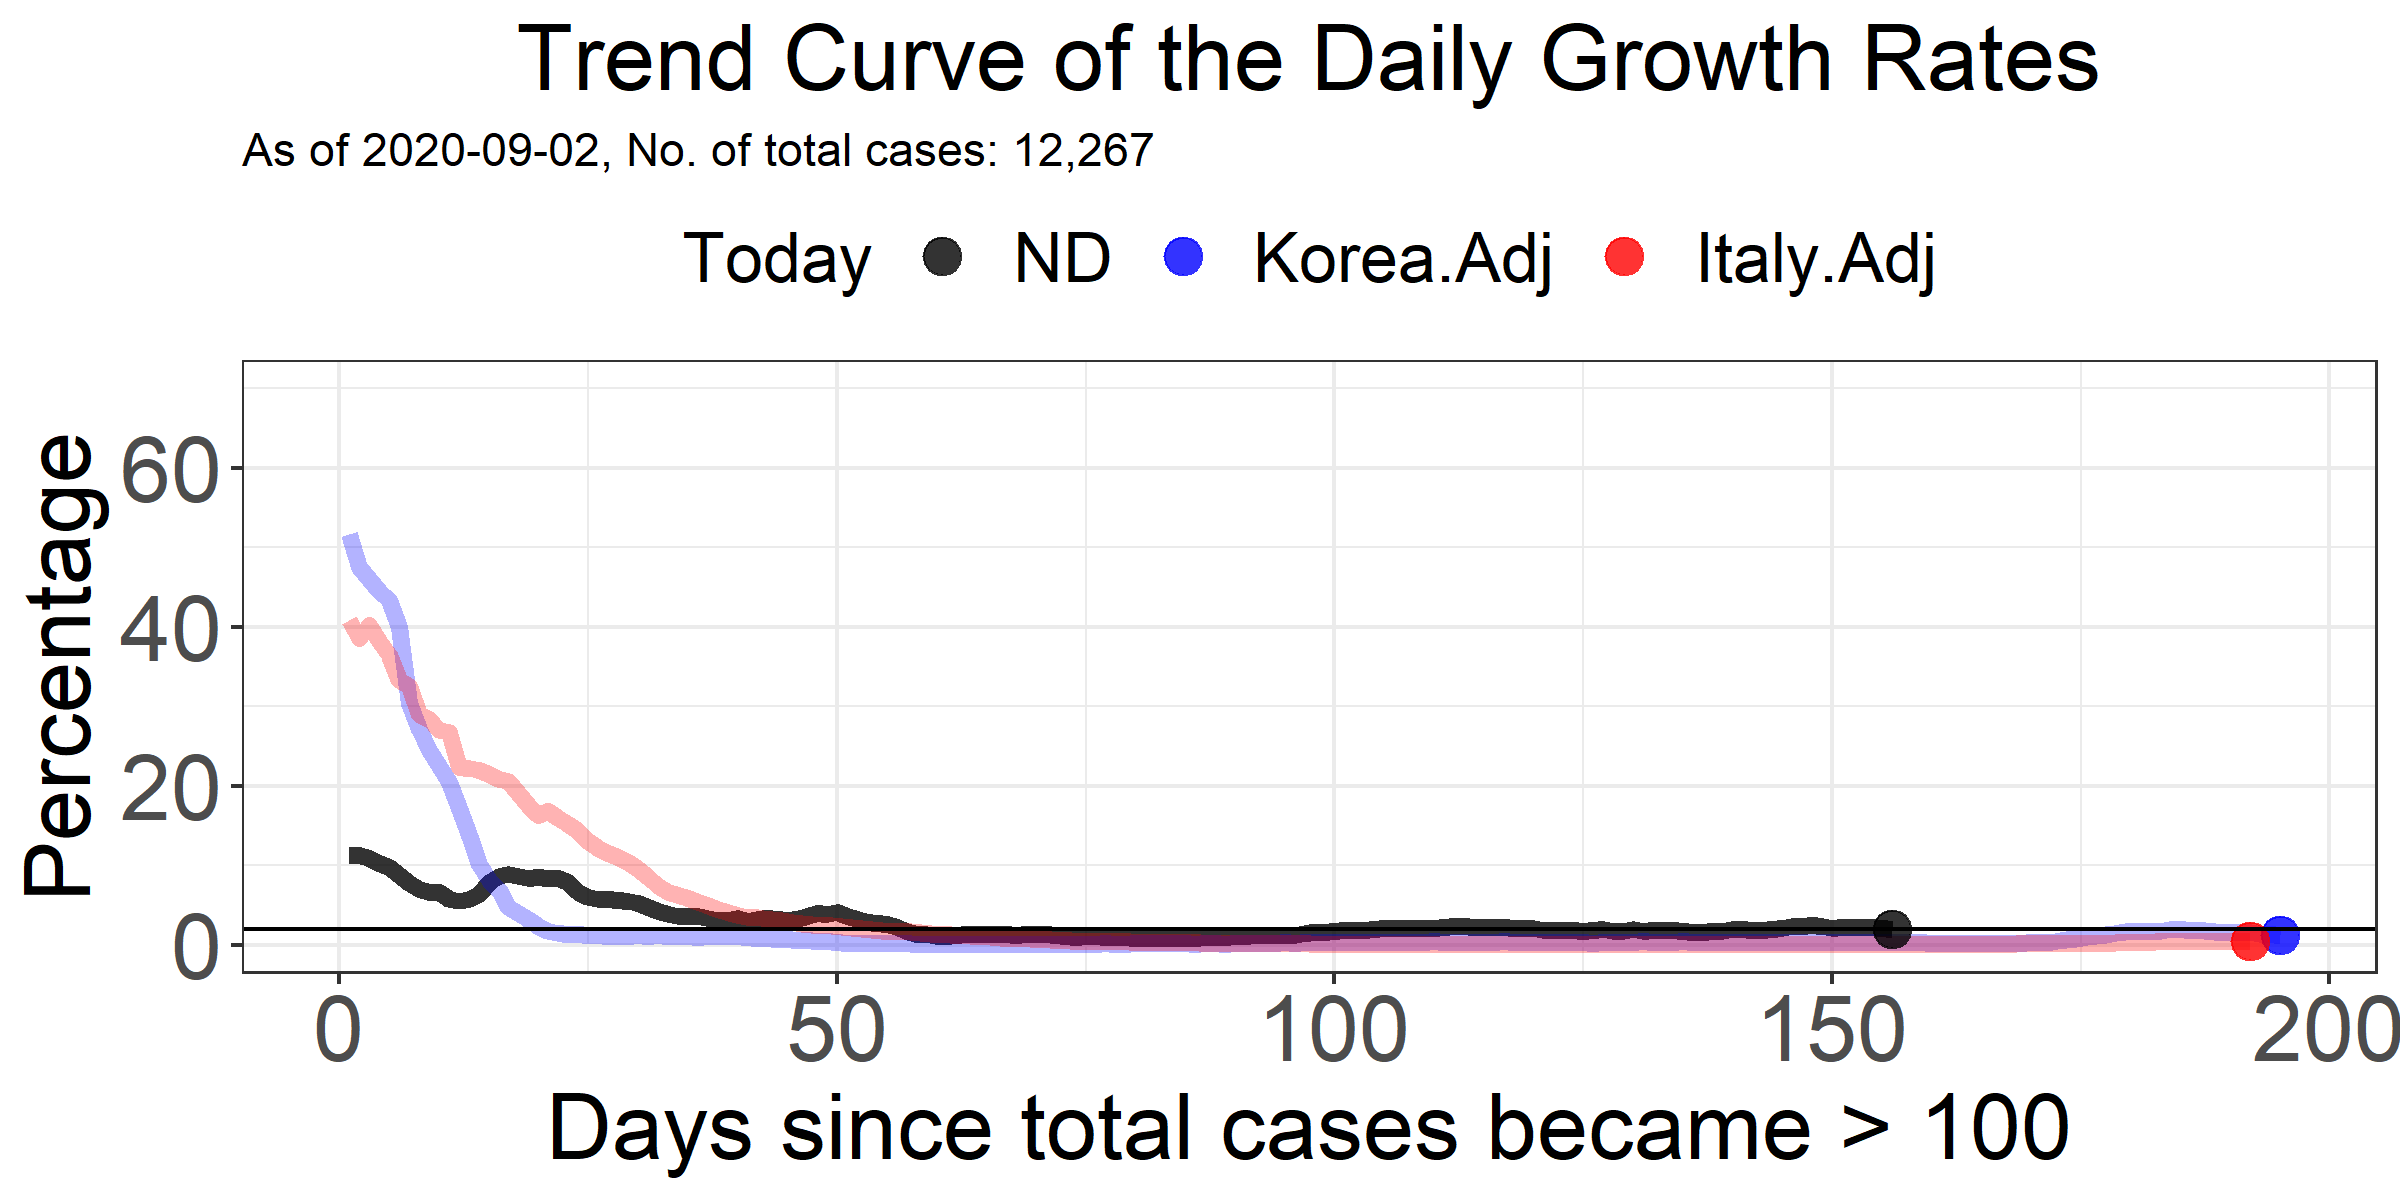 Trend Curve of the Daily Growth Rates
As of 2020-09-02, No. of total cases: 12,267
Today ND Korea.Adj Italy.Adj
Percentage
60
40
20
0
0 50 100 150 200
Days since total cases became > 100